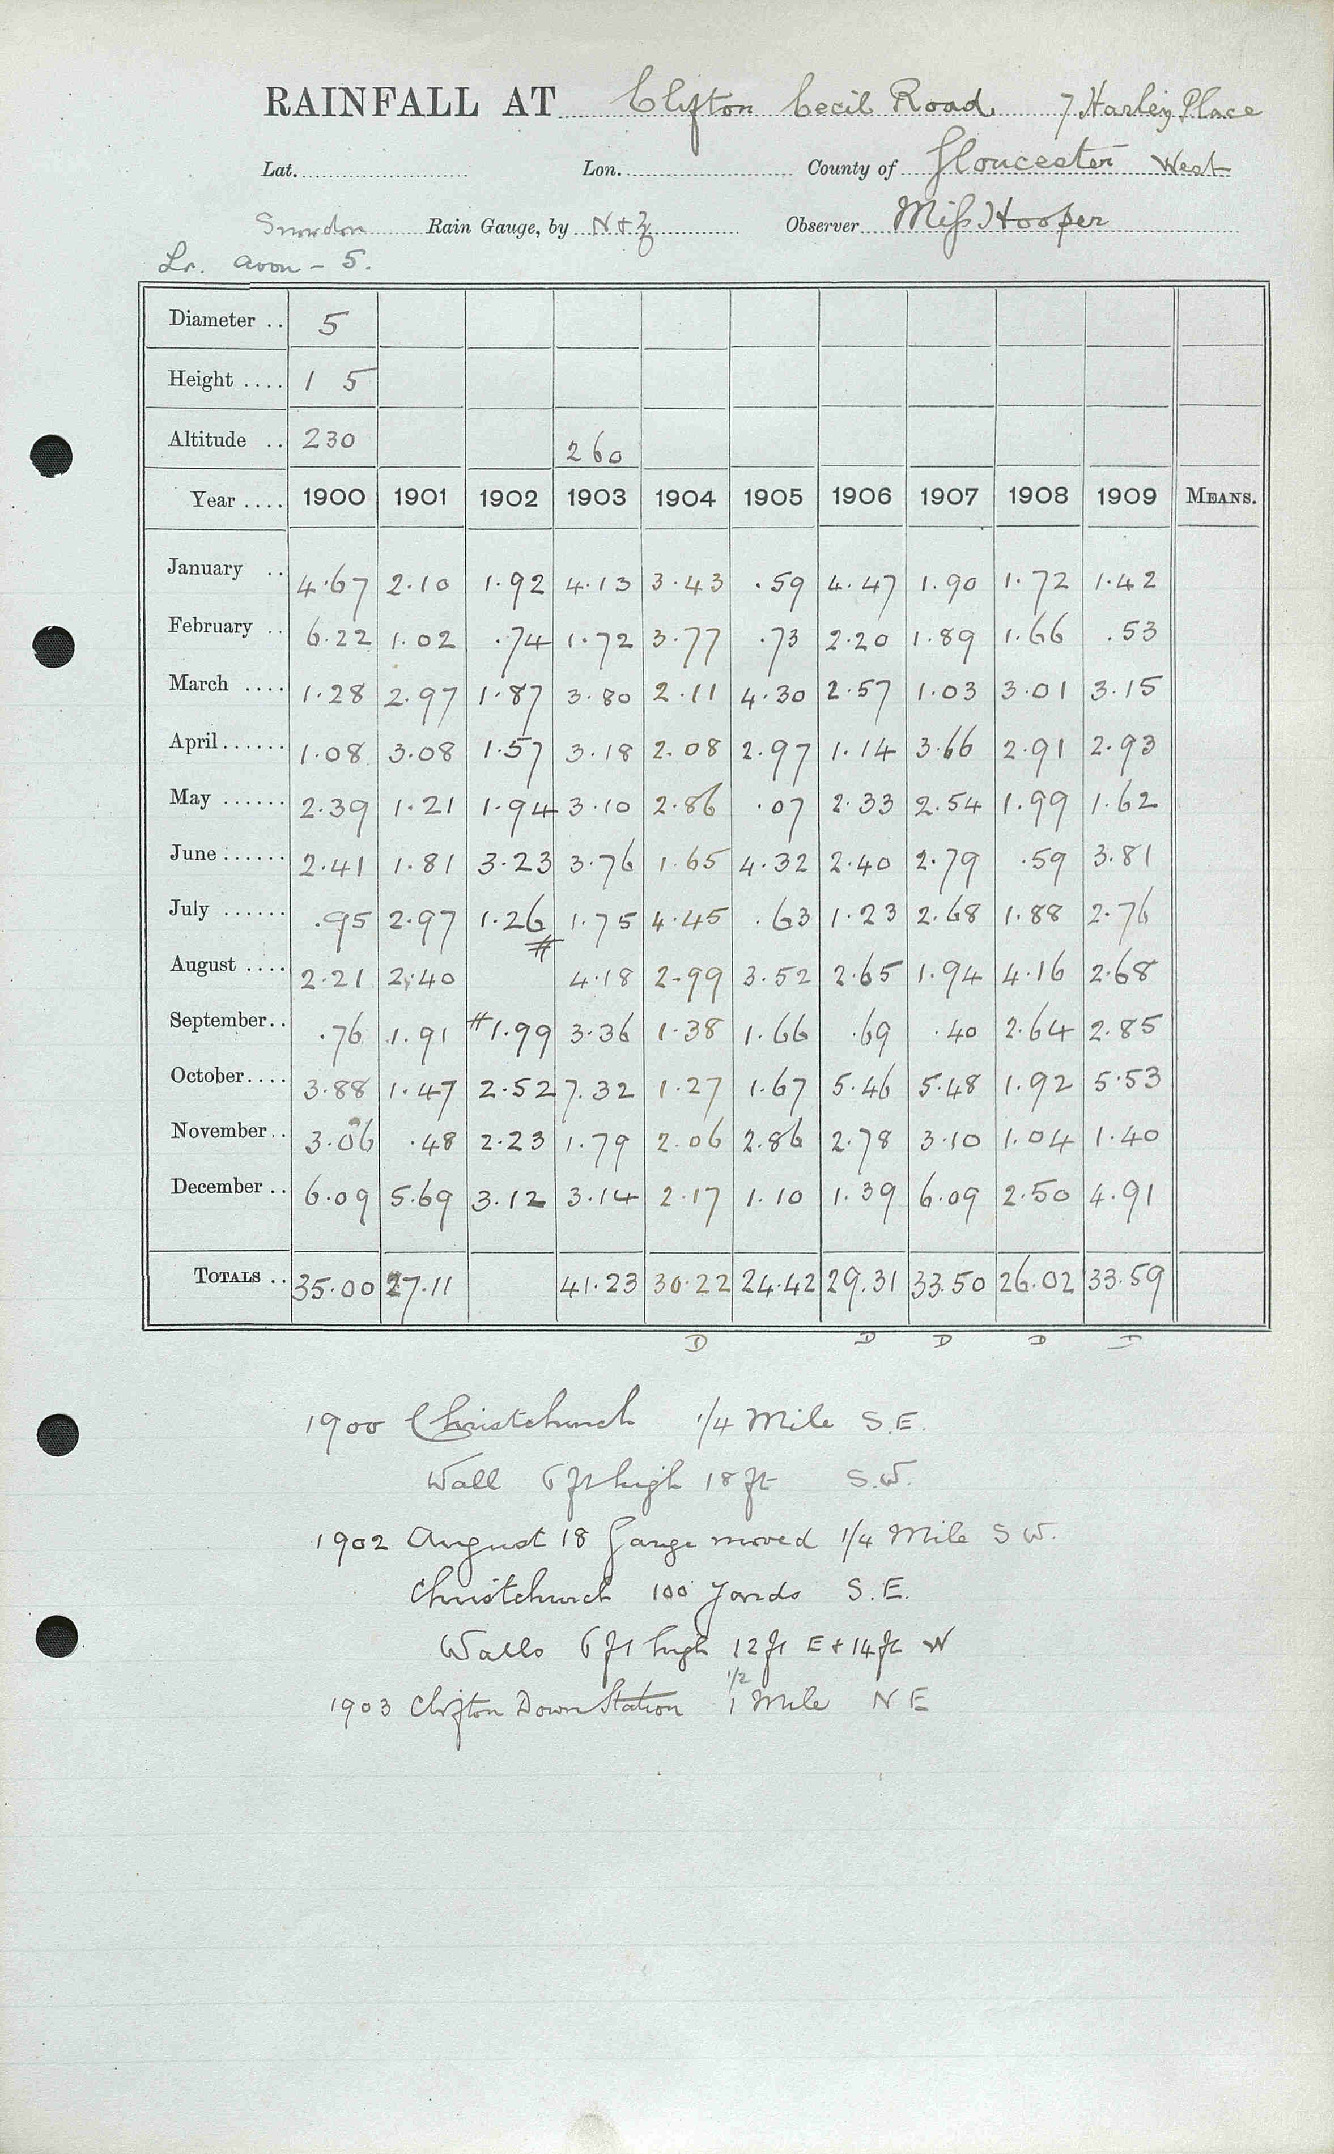 RAINFALL AT Clifton Cecil Road 7 Harley Place
Lat. Lon. County of Gloucester West
Snowdon Rain Gauge, by N + Z Observer Miss Hooper
Lr. Avon - 5.
Diameter .. 5
Height .... 1 5
Altitude .. 230 260
Year .... 1900 1901 1902 1903 1904 1905 1906 1907 1908 1909 MEANS.
January .. 4.67 2.10 1.92 4.13 3.43 .59 4.47 1.90 1.72 1.42
February .. 6.22 1.02 .74 1.72 3.77 .73 2.20 1.89 1.66 .53
March .... 1.28 2.97 1.87 3.80 2.11 4.30 2.57 1.03 3.01 3.15
April...... 1.08 3.08 1.57 3.18 2.08 2.97 1.14 3.66 2.91 2.93
May ...... 2.39 1.21 1.94 3.10 2.86 .07 2.33 2.54 1.99 1.62
June ...... 2.41 1.81 3.23 3.76 1.65 4.32 2.40 2.79 .59 3.81
July ...... .95 2.97 1.26 1.75 4.45 .63 1.23 2.68 1.88 2.76
August .... 2.21 2.40 # 4.18 2.99 3.52 2.65 1.94 4.16 2.68
September.. .76 1.91 #1.99 3.36 1.38 1.66 .69 .40 2.64 2.85
October.... 3.88 1.47 2.52 7.32 1.27 1.67 5.46 5.48 1.92 5.53
November.. 3.06 .48 2.23 1.79 2.06 2.86 2.78 3.10 1.04 1.40
December .. 6.09 5.69 3.12 3.14 2.17 1.10 1.39 6.09 2.50 4.91
TOTALS .. 35.00 27.11 41.23 30.22 24.42 29.31 33.50 26.02 33.59
D D D D D
1900 Christchurch 1/4 Mile S.E.
Wall 6 ft high 18 ft S.W.
1902 August 18 Gauge moved 1/4 Mile S W.
Christchurch 100 Yards S.E.
Walls 6 ft high 12 ft E + 14 ft W
1/2
1903 Clifton Down Station 1 Mile N E